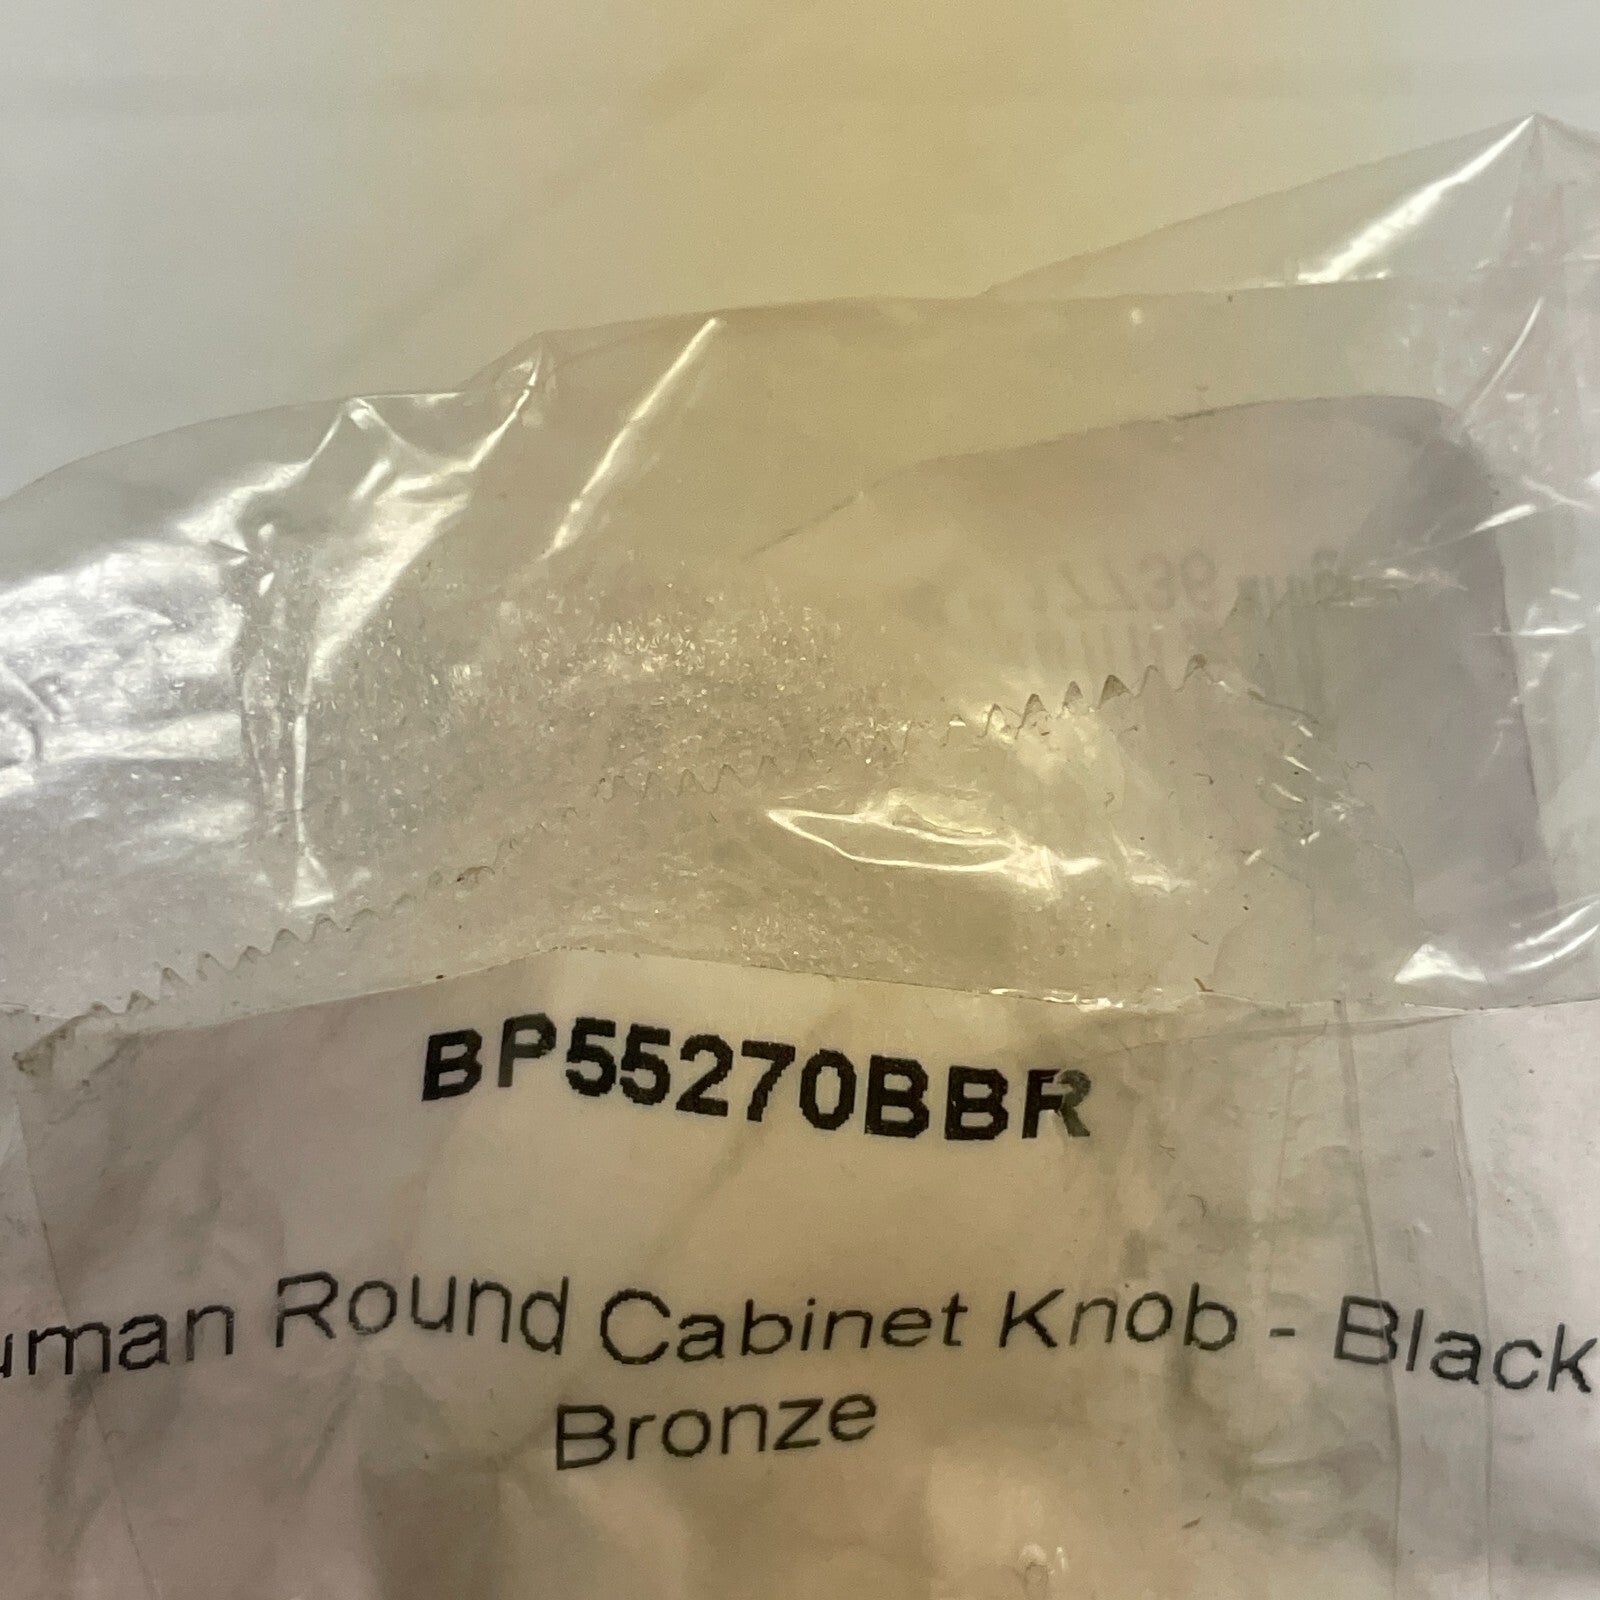 BP55270BBR
uman Round Cabinet Knob - Black
Bronze